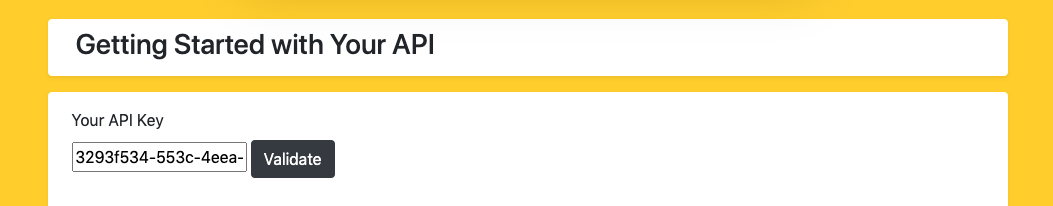 Getting Started with Your API
Your API Key
3293f534-553c-4eea-
Validate